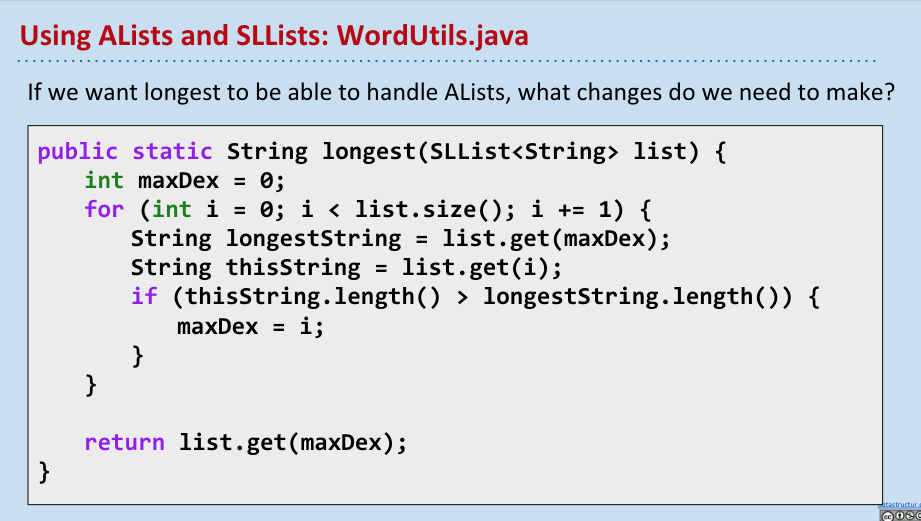 Using ALists and SLLists: WordUtils.java
If we want longest to be able to handle ALists, what changes do we need to make?
public static String longest(SLList<String> list) {
int maxDex = 0;
for (int i = 0; i < list.size(); i += 1) {
String longestString = list.get(maxDex);
String thisString = list.get(i);
if (thisString.length() > longestString.length()) {
maxDex = i;
}
}
return list.get(maxDex);
}